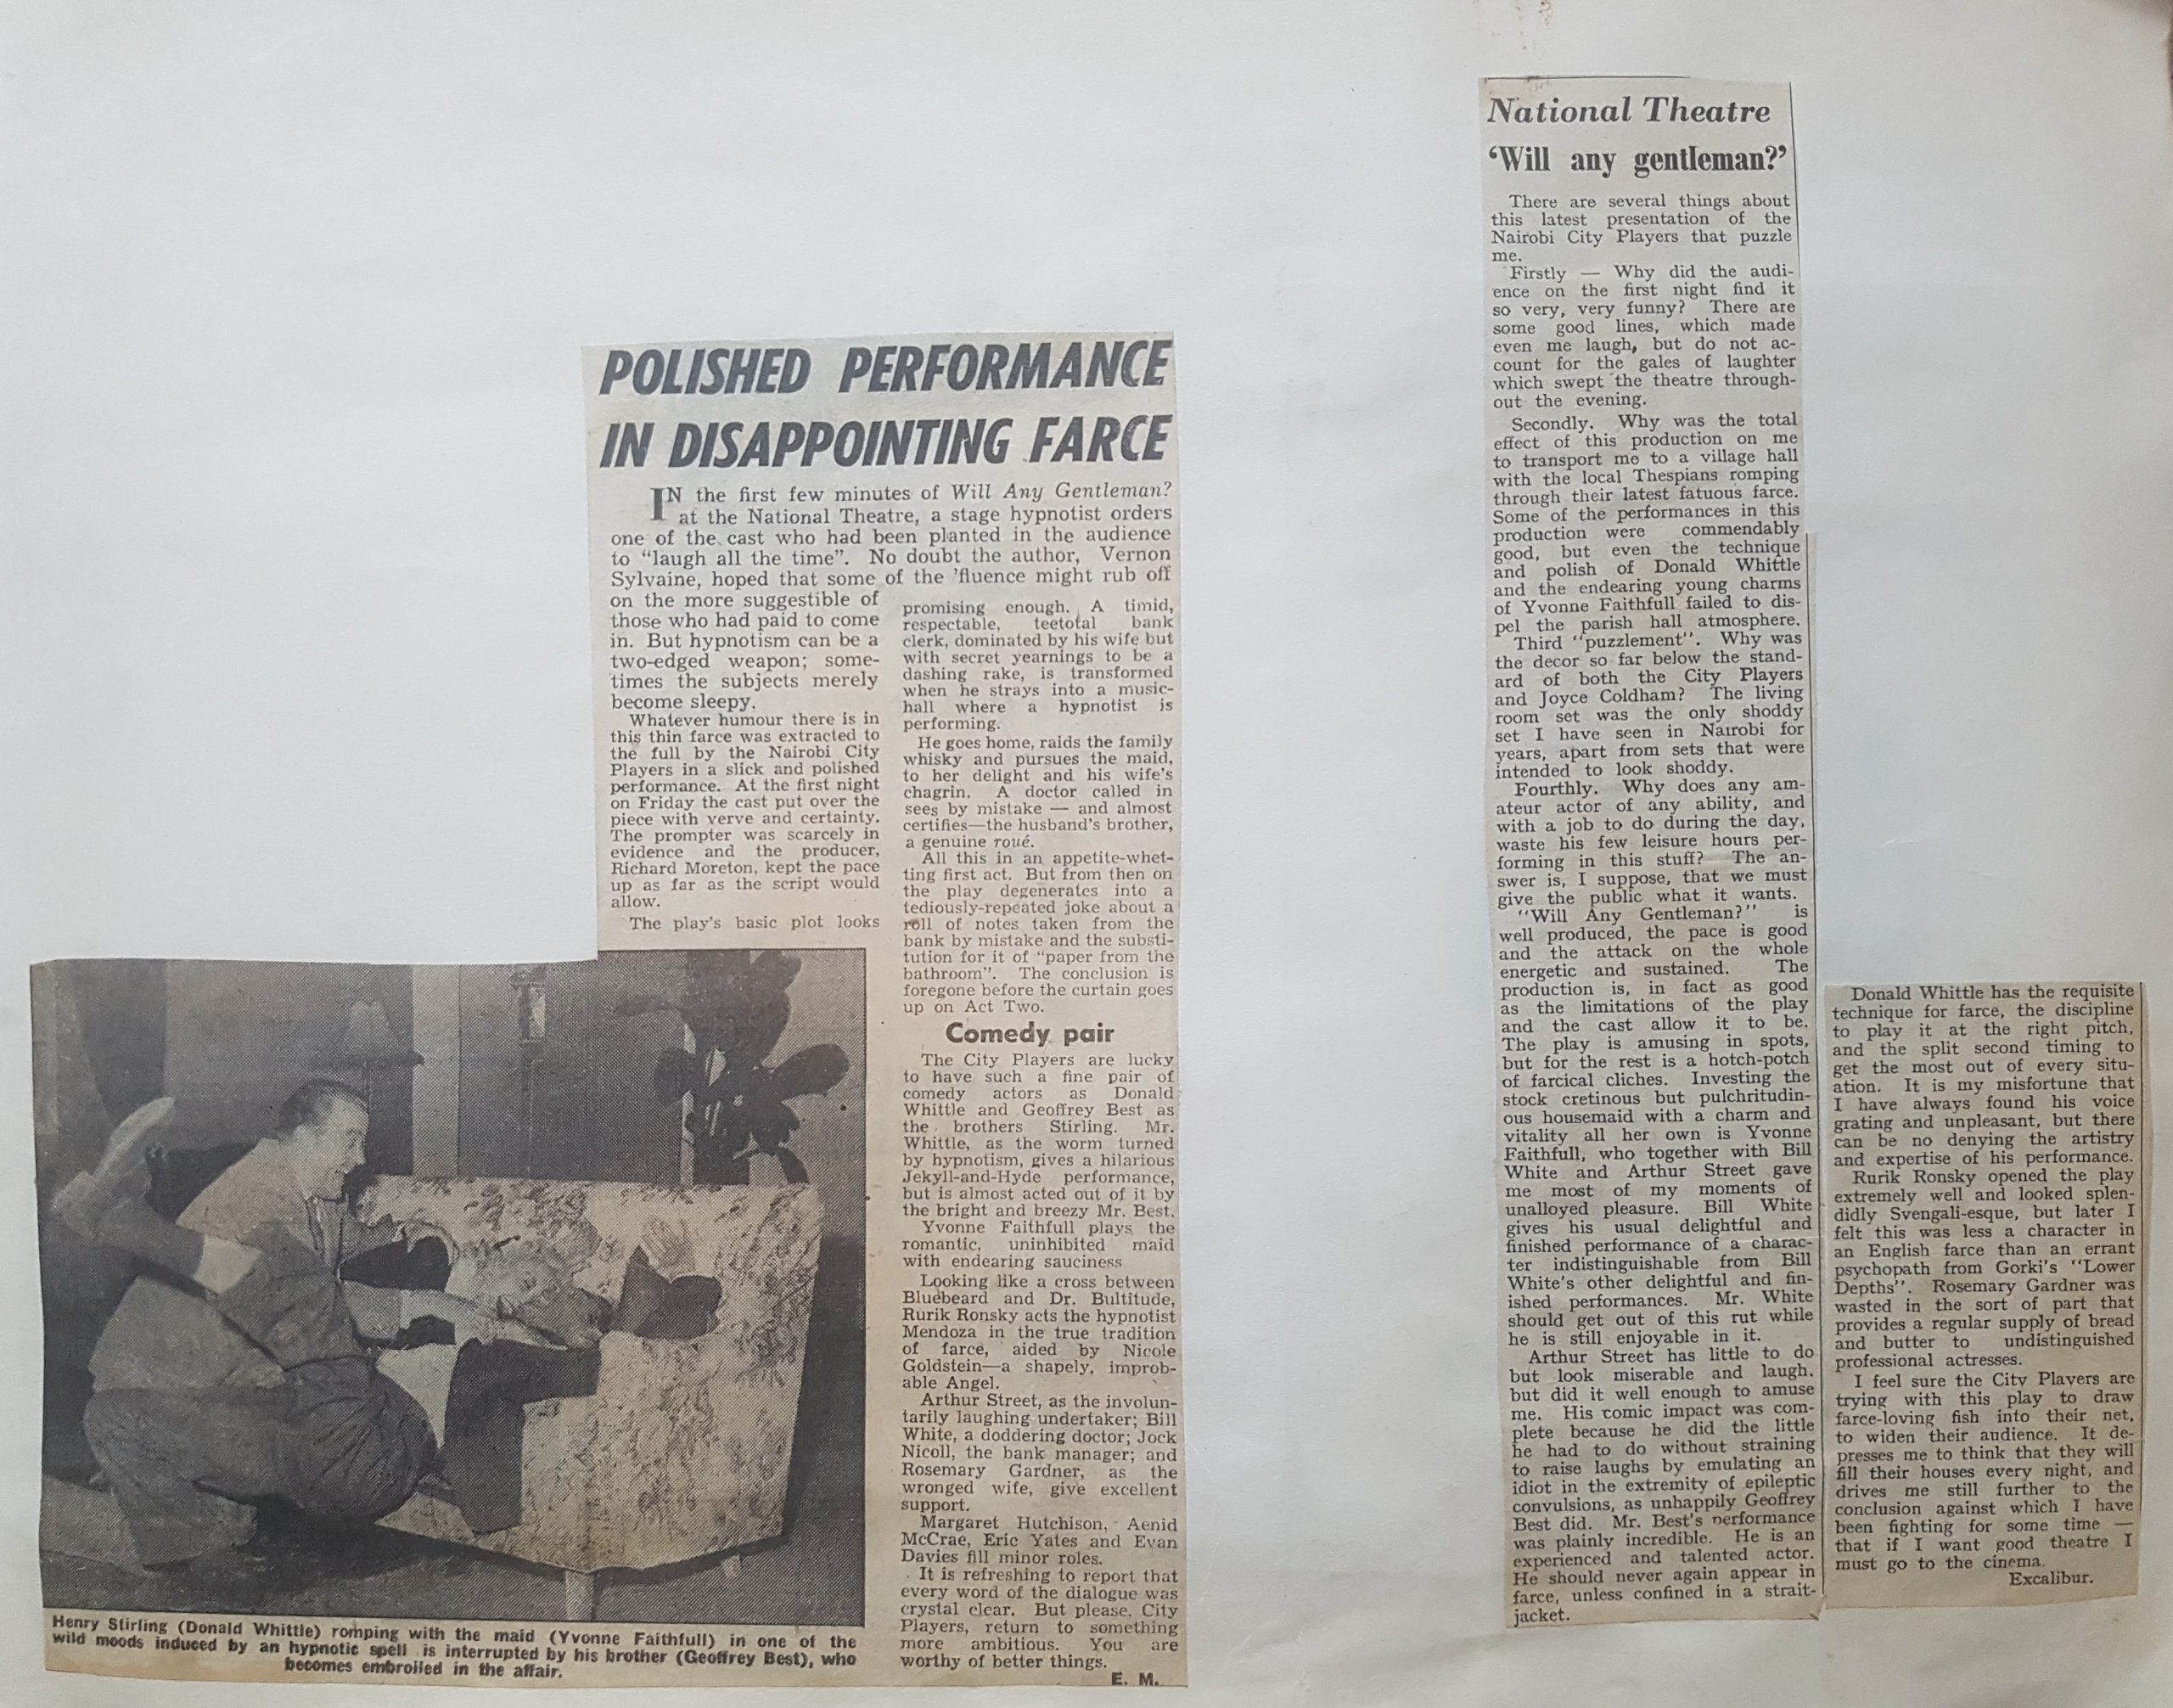 POLISHED PERFORMANCE
IN DISAPPOINTING FARCE
IN the first few minutes of Will Any Gentleman?
at the National Theatre, a stage hypnotist orders
one of the cast who had been planted in the audience
to “laugh all the time”. No doubt the author, Vernon
Sylvaine, hoped that some of the ’fluence might rub off
on the more suggestible of
those who had paid to come
in. But hypnotism can be a
two-edged weapon; some-
times the subjects merely
become sleepy.
Whatever humour there is in
this thin farce was extracted to
the full by the Nairobi City
Players in a slick and polished
performance. At the first night
on Friday the cast put over the
piece with verve and certainty.
The prompter was scarcely in
evidence and the producer,
Richard Moreton, kept the pace
up as far as the script would
allow.
The play’s basic plot looks
promising enough. A timid,
respectable, teetotal bank
clerk, dominated by his wife but
with secret yearnings to be a
dashing rake, is transformed
when he strays into a music-
hall where a hypnotist is
performing.
He goes home, raids the family
whisky and pursues the maid,
to her delight and his wife’s
chagrin. A doctor called in
sees by mistake — and almost
certifies—the husband’s brother,
a genuine roué.
All this in an appetite-whet-
ting first act. But from then on
the play degenerates into a
tediously-repeated joke about a
roll of notes taken from the
bank by mistake and the substi-
tution for it of “paper from the
bathroom”. The conclusion is
foregone before the curtain goes
up on Act Two.
Comedy pair
The City Players are lucky
to have such a fine pair of
comedy actors as Donald
Whittle and Geoffrey Best as
the brothers Stirling. Mr.
Whittle, as the worm turned
by hypnotism, gives a hilarious
Jekyll-and-Hyde performance,
but is almost acted out of it by
the bright and breezy Mr. Best.
Yvonne Faithfull plays the
romantic, uninhibited maid
with endearing sauciness
Looking like a cross between
Bluebeard and Dr. Bultitude,
Rurik Ronsky acts the hypnotist
Mendoza in the true tradition
of farce, aided by Nicole
Goldstein—a shapely, improb-
able Angel.
Arthur Street, as the involun-
tarily laughing undertaker; Bill
White, a doddering doctor; Jock
Nicoll, the bank manager; and
Rosemary Gardner, as the
wronged wife, give excellent
support.
Margaret Hutchison, Aenid
McCrae, Eric Yates and Evan
Davies fill minor roles.
It is refreshing to report that
every word of the dialogue was
crystal clear. But please, City
Players, return to something
more ambitious. You are
worthy of better things.
E. M.
Henry Stirling (Donald Whittle) romping with the maid (Yvonne Faithfull) in one of the
wild moods induced by an hypnotic spell is interrupted by his brother (Geoffrey Best), who
becomes embroiled in the affair.
National Theatre
‘Will any gentleman?’
There are several things about
this latest presentation of the
Nairobi City Players that puzzle
me.
Firstly — Why did the audi-
ence on the first night find it
so very, very funny? There are
some good lines, which made
even me laugh, but do not ac-
count for the gales of laughter
which swept the theatre through-
out the evening.
Secondly. Why was the total
effect of this production on me
to transport me to a village hall
with the local Thespians romping
through their latest fatuous farce.
Some of the performances in this
production were commendably
good, but even the technique
and polish of Donald Whittle
and the endearing young charms
of Yvonne Faithfull failed to dis-
pel the parish hall atmosphere.
Third “puzzlement”. Why was
the decor so far below the stand-
ard of both the City Players
and Joyce Coldham? The living
room set was the only shoddy
set I have seen in Nairobi for
years, apart from sets that were
intended to look shoddy.
Fourthly. Why does any am-
ateur actor of any ability, and
with a job to do during the day,
waste his few leisure hours per-
forming in this stuff? The an-
swer is, I suppose, that we must
give the public what it wants.
“Will Any Gentleman?” is
well produced, the pace is good
and the attack on the whole
energetic and sustained. The
production is, in fact as good
as the limitations of the play
and the cast allow it to be.
The play is amusing in spots,
but for the rest is a hotch-potch
of farcical cliches. Investing the
stock cretinous but pulchritudin-
ous housemaid with a charm and
vitality all her own is Yvonne
Faithfull, who together with Bill
White and Arthur Street gave
me most of my moments of
unalloyed pleasure. Bill White
gives his usual delightful and
finished performance of a charac-
ter indistinguishable from Bill
White’s other delightful and fin-
ished performances. Mr. White
should get out of this rut while
he is still enjoyable in it.
Arthur Street has little to do
but look miserable and laugh,
but did it well enough to amuse
me. His comic impact was com-
plete because he did the little
he had to do without straining
to raise laughs by emulating an
idiot in the extremity of epileptic
convulsions, as unhappily Geoffrey
Best did. Mr. Best’s performance
was plainly incredible. He is an
experienced and talented actor.
He should never again appear in
farce, unless confined in a strait-
jacket.
Donald Whittle has the requisite
technique for farce, the discipline
to play it at the right pitch,
and the split second timing to
get the most out of every situ-
ation. It is my misfortune that
I have always found his voice
grating and unpleasant, but there
can be no denying the artistry
and expertise of his performance.
Rurik Ronsky opened the play
extremely well and looked splen-
didly Svengali-esque, but later I
felt this was less a character in
an English farce than an errant
psychopath from Gorki’s “Lower
Depths”. Rosemary Gardner was
wasted in the sort of part that
provides a regular supply of bread
and butter to undistinguished
professional actresses.
I feel sure the City Players are
trying with this play to draw
farce-loving fish into their net,
to widen their audience. It de-
presses me to think that they will
fill their houses every night, and
drives me still further to the
conclusion against which I have
been fighting for some time —
that if I want good theatre I
must go to the cinema.
Excalibur.